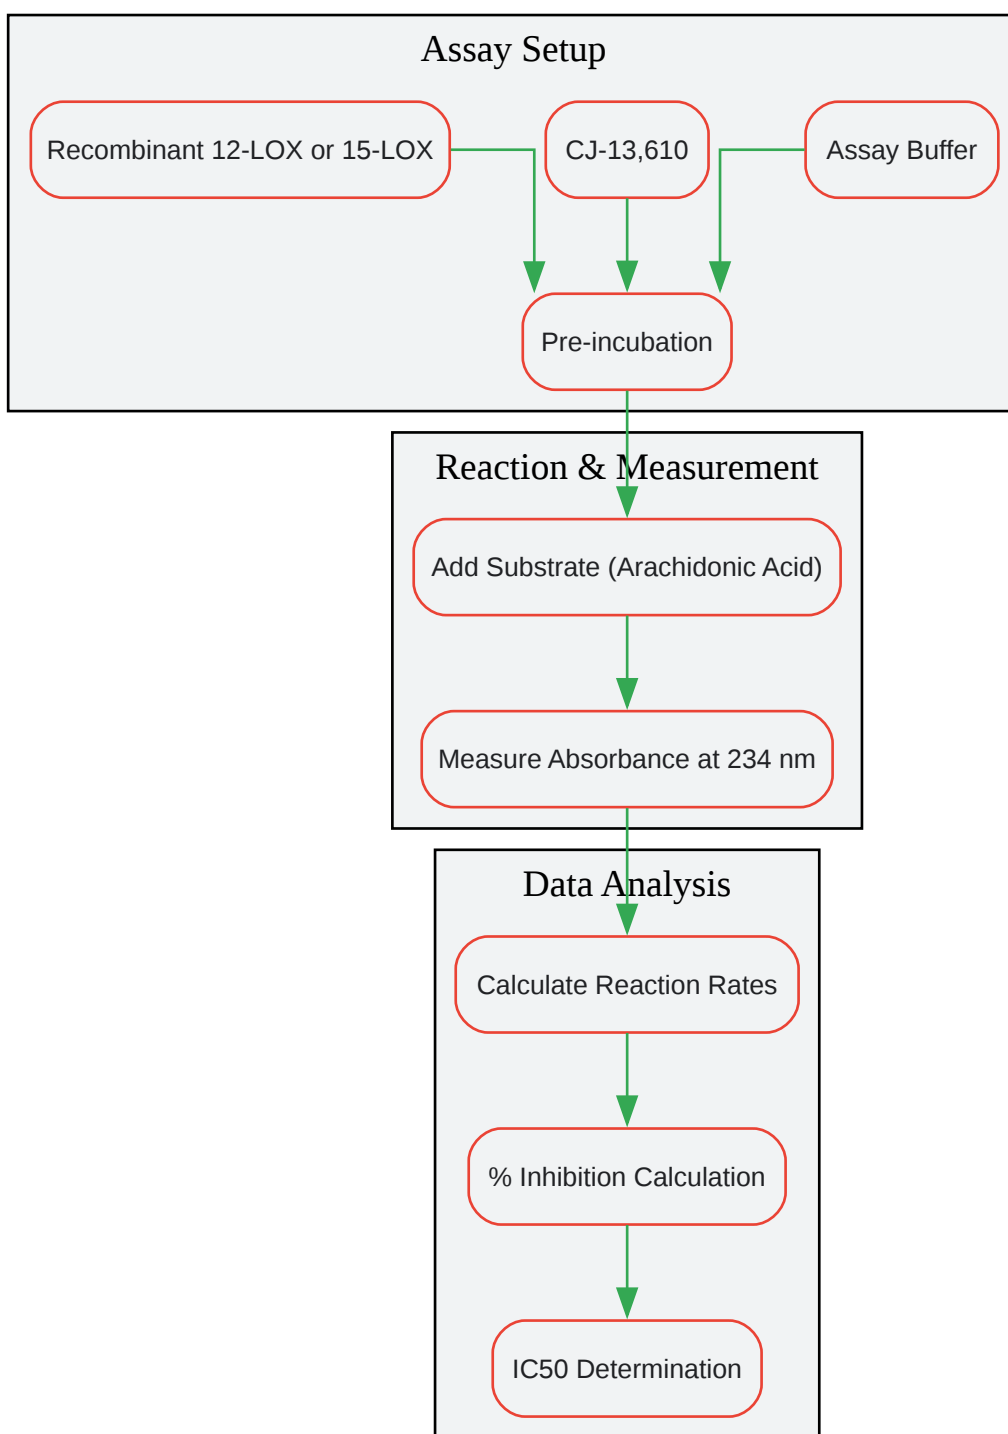 Assay Setup
Recombinant 12-LOX or 15-LOX
CJ-13,610
Assay Buffer
Pre-incubation
Reaction & Measurement
Add Substrate (Arachidonic Acid)
Measure Absorbance at 234 nm
Data Analysis
Calculate Reaction Rates
% Inhibition Calculation
IC50 Determination